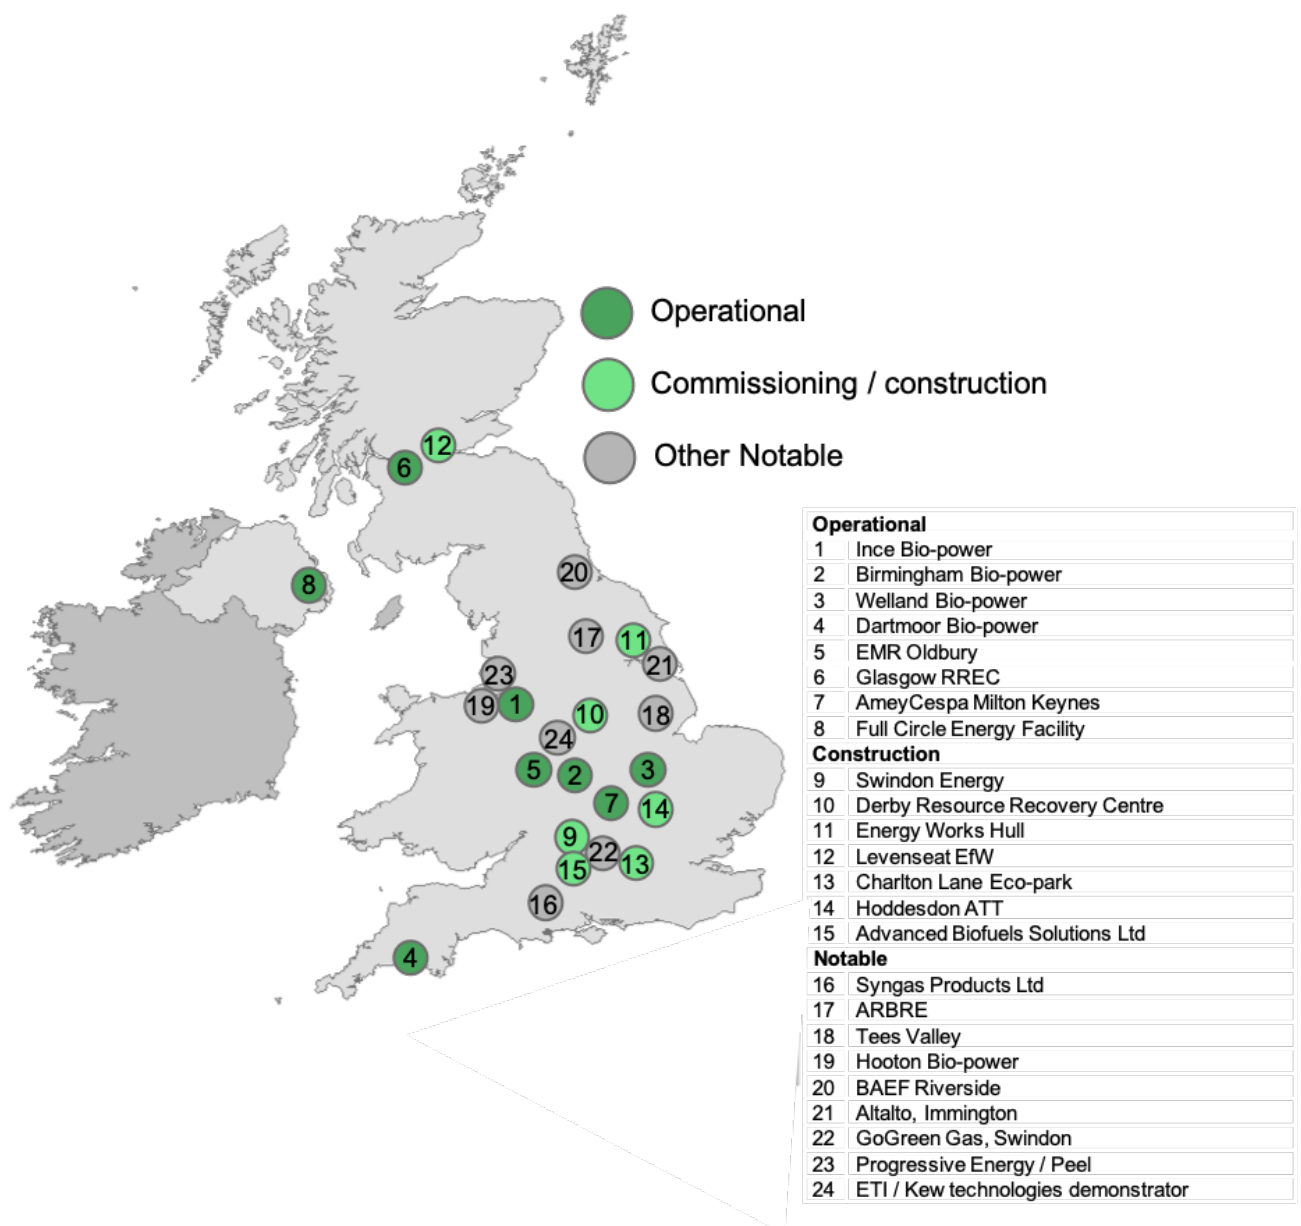 Operational
Commissioning / construction
Other Notable
12
6
8
20
17
11
21
23
19
1
10
18
24
5
2
3
7
14
9
22
15
13
16
4
Operational
1 Ince Bio-power
2 Birmingham Bio-power
3 Welland Bio-power
4 Dartmoor Bio-power
5 EMR Oldbury
6 Glasgow RREC
7 AmeyCespa Milton Keynes
8 Full Circle Energy Facility
Construction
9 Swindon Energy
10 Derby Resource Recovery Centre
11 Energy Works Hull
12 Levenseat EfW
13 Charlton Lane Eco-park
14 Hoddesdon ATT
15 Advanced Biofuels Solutions Ltd
Notable
16 Syngas Products Ltd
17 ARBRE
18 Tees Valley
19 Hooton Bio-power
20 BAEF Riverside
21 Altalto, Immington
22 GoGreen Gas, Swindon
23 Progressive Energy / Peel
24 ETI / Kew technologies demonstrator